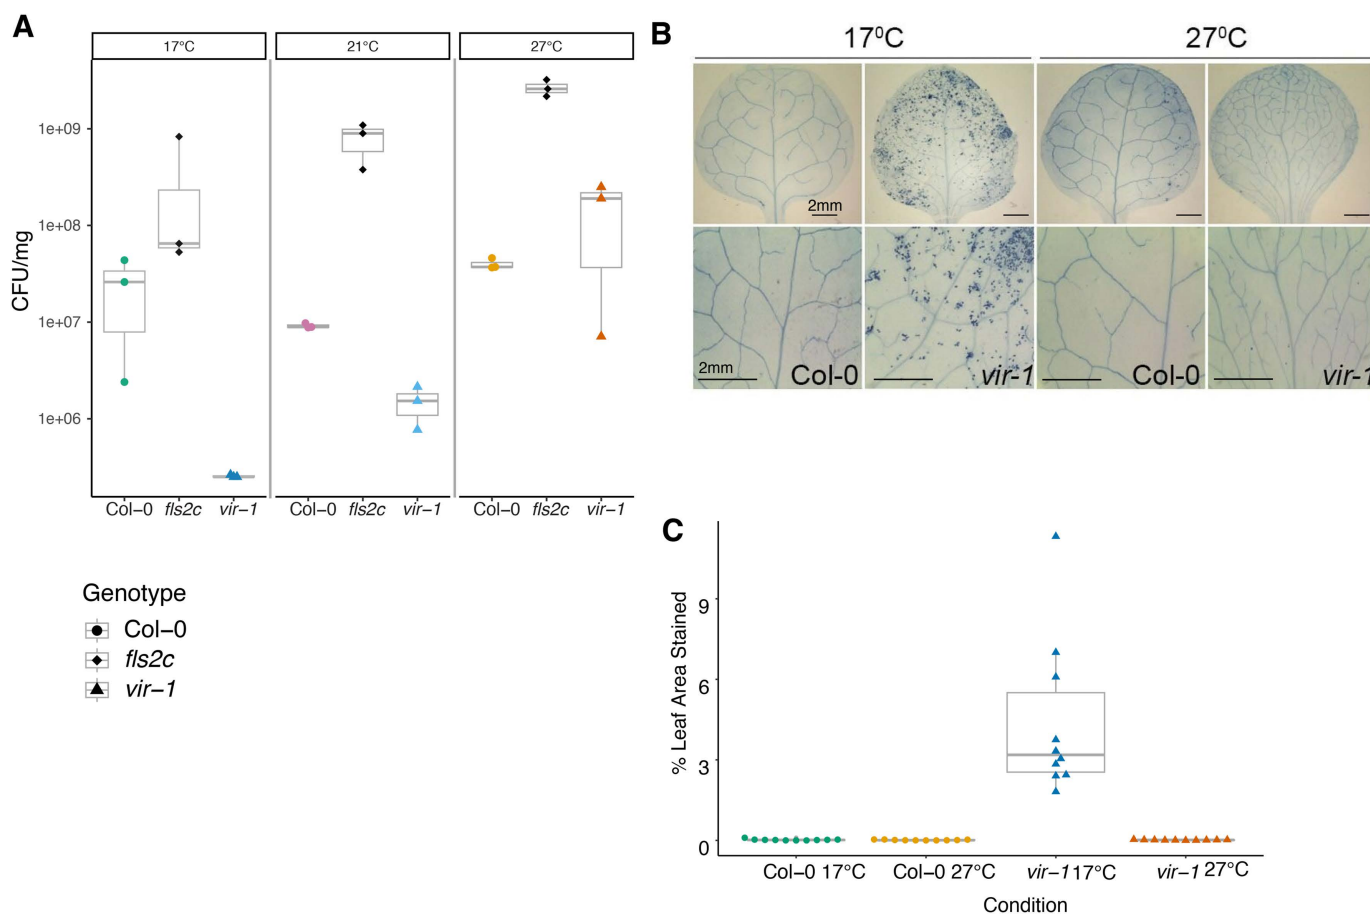 A
17°C 21°C 27°C
CFU/mg
1e+09
1e+08
1e+07
1e+06
Col–0 fls2c vir–1 Col–0 fls2c vir–1 Col–0 fls2c vir–1
Genotype
Col–0
fls2c
vir–1
B
17⁰C 27⁰C
2mm
2mm Col-0 vir-1 Col-0 vir-1
C
% Leaf Area Stained
9
6
3
0
Col–0 17°C Col–0 27°C vir–1 17°C vir–1 27°C
Condition